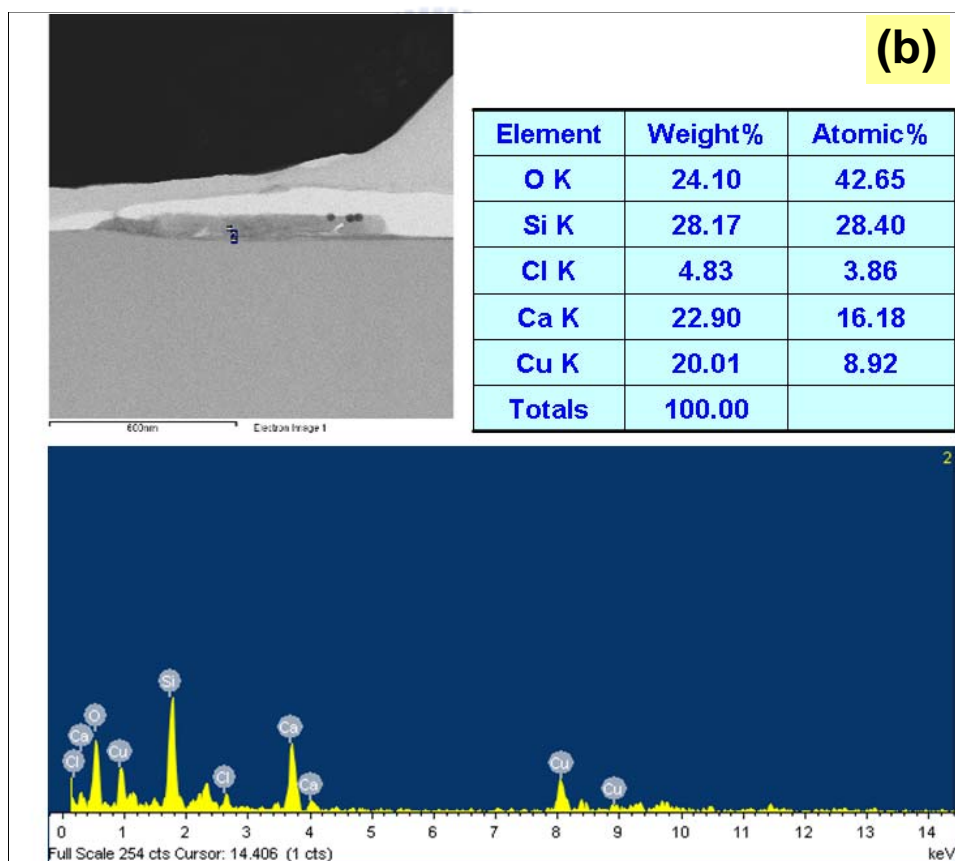 (b)
Element Weight% Atomic%
O K 24.10 42.65
Si K 28.17 28.40
Cl K 4.83 3.86
Ca K 22.90 16.18
Cu K 20.01 8.92
Totals 100.00
2
600nm Electron Image 1
2
Si
O
Ca
Cl
Cu
Cl
Ca
Ca
Cu
Cu
0 1 2 3 4 5 6 7 8 9 10 11 12 13 14
Full Scale 254 cts Cursor: 14.406 (1 cts) keV